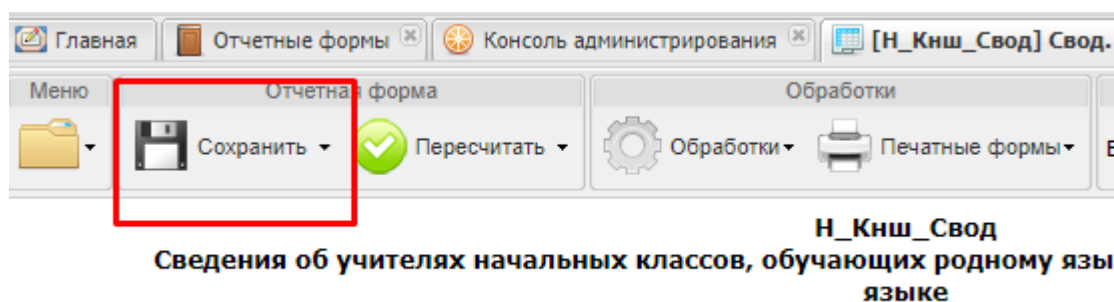 Главная Отчетные формы Консоль администрирования [Н_Кнш_Свод] Свод.
Меню Отчетная форма Обработки
Сохранить Пересчитать Обработки Печатные формы
Н_Кнш_Свод
Сведения об учителях начальных классов, обучающих родному язы
языке